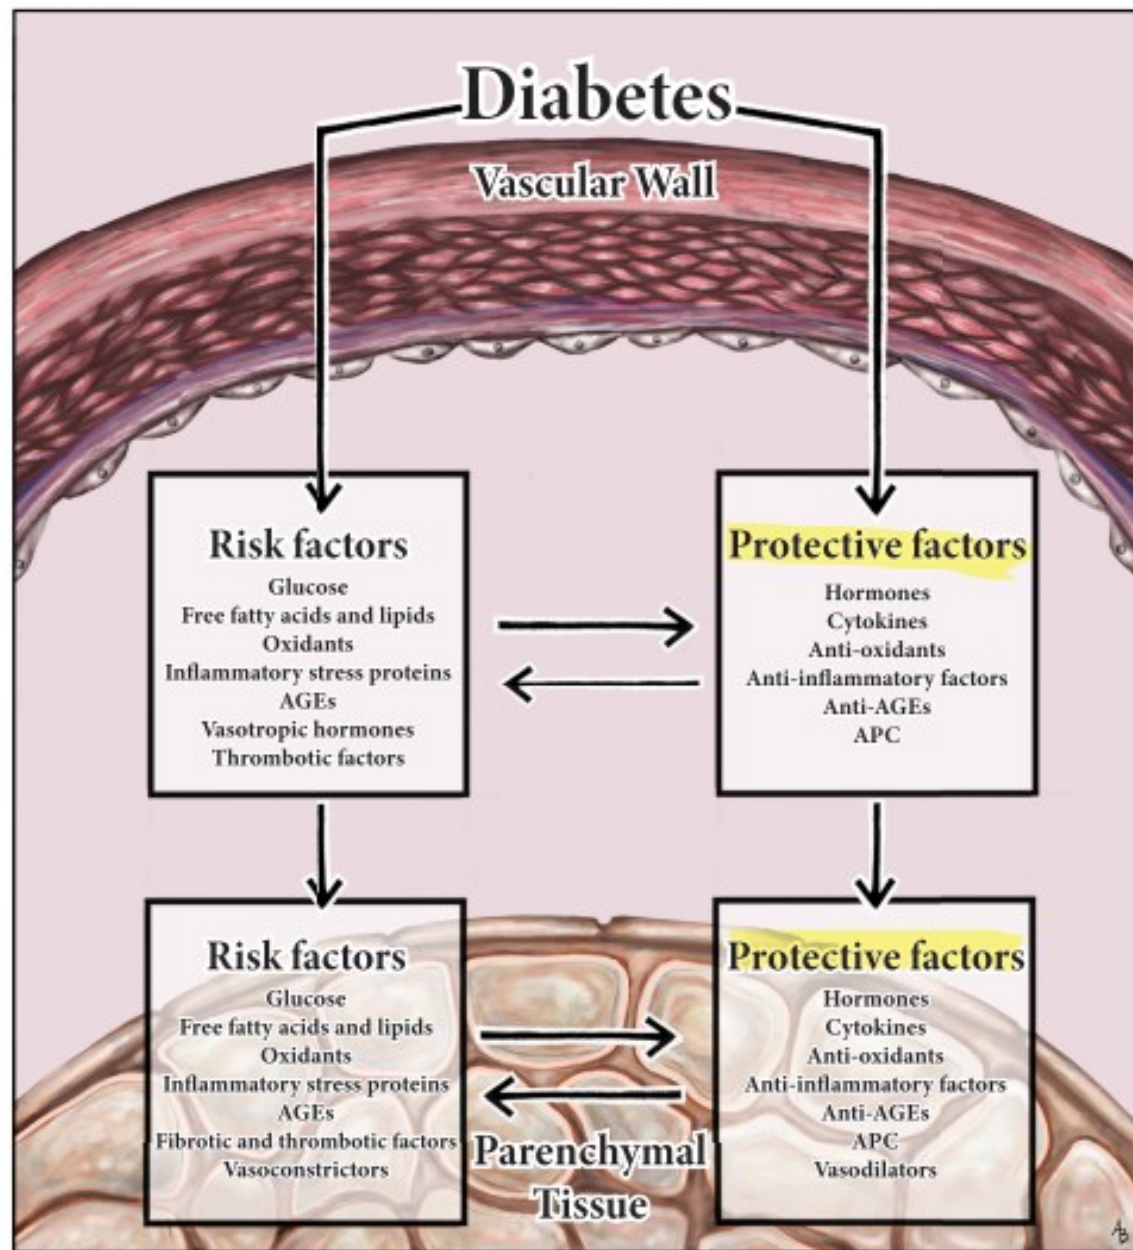 Diabetes
Vascular Wall
Risk factors
Glucose
Free fatty acids and lipids
Oxidants
Inflammatory stress proteins
AGEs
Vasotropic hormones
Thrombotic factors
Protective factors
Hormones
Cytokines
Anti-oxidants
Anti-inflammatory factors
Anti-AGEs
APC
Risk factors
Glucose
Free fatty acids and lipids
Oxidants
Inflammatory stress proteins
AGEs
Fibrotic and thrombotic factors
Vasoconstrictors
Protective factors
Hormones
Cytokines
Anti-oxidants
Anti-inflammatory factors
Anti-AGEs
APC
Vasodilators
Parenchymal
Tissue
AB